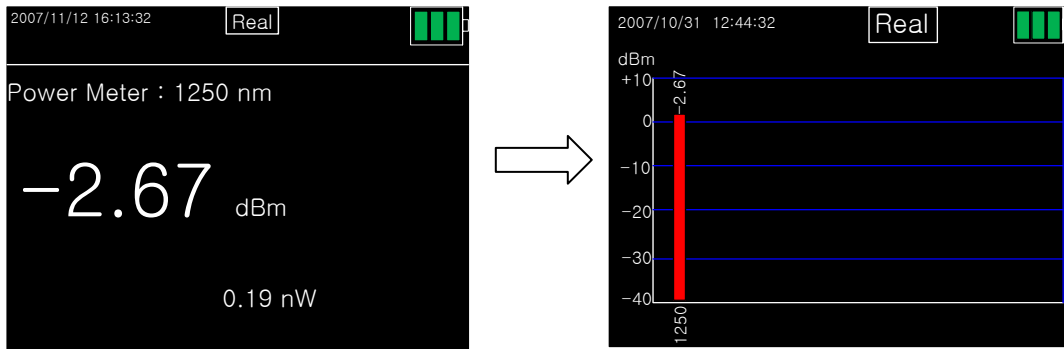 2007/11/12 16:13:32
Real
Power Meter : 1250 nm
-2.67 dBm
0.19 nW
2007/10/31 12:44:32
Real
dBm
+10
0
-10
-20
-30
-40
-2.67
1250